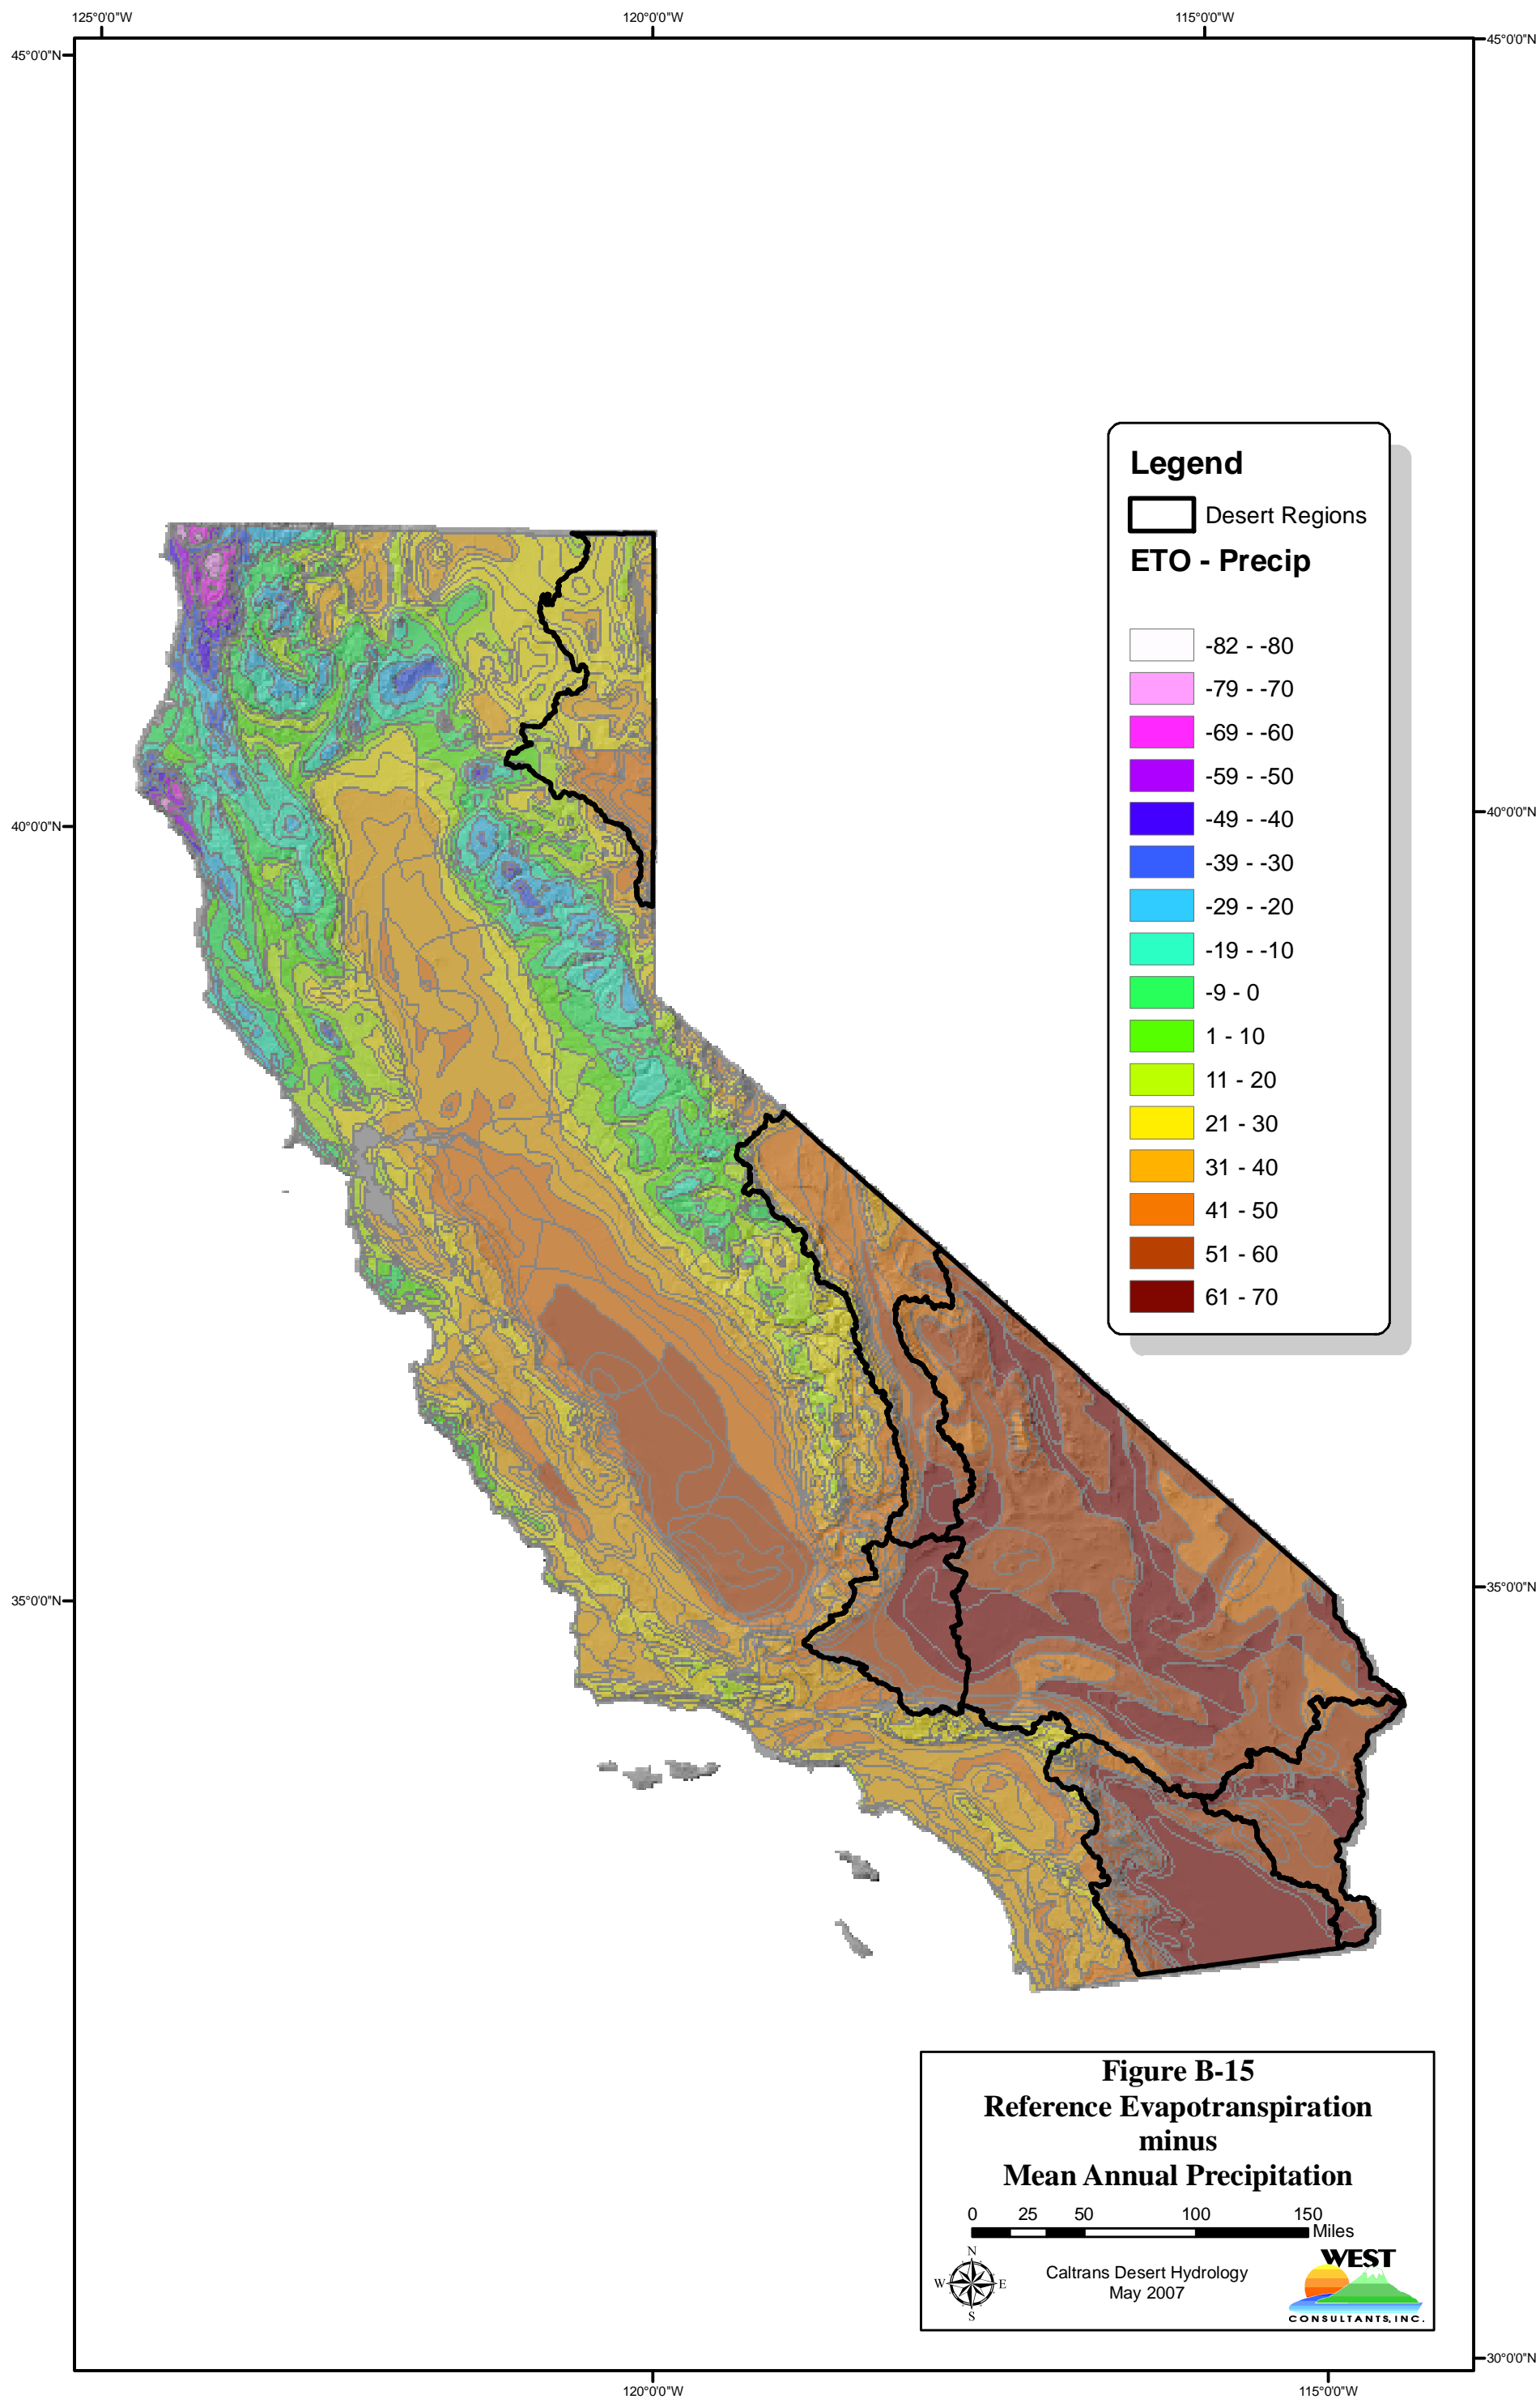 125°0'0"W
120°0'0"W
115°0'0"W
45°0'0"N
45°0'0"N
Legend
Desert Regions
ETO - Precip
-82 - -80
-79 - -70
-69 - -60
-59 - -50
-49 - -40
-39 - -30
-29 - -20
-19 - -10
-9 - 0
1 - 10
11 - 20
21 - 30
31 - 40
41 - 50
51 - 60
61 - 70
40°0'0"N
40°0'0"N
35°0'0"N
35°0'0"N
Figure B-15
Reference Evapotranspiration
minus
Mean Annual Precipitation
0 25 50 100 150
Miles
N
W E
S
Caltrans Desert Hydrology
May 2007
WEST
CONSULTANTS, INC.
30°0'0"N
120°0'0"W
115°0'0"W